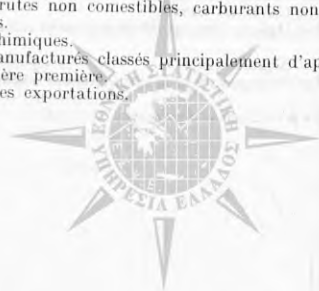 rutes non comestibles, carburants non
s.
himiques.
anufacturés classés principalement d'ap
ère première.
es exportations.
ΕΘΝΙΚΗ ΣΤΑΤΙΣΤΙΚΗ
ΥΠΗΡΕΣΙΑ ΕΛΛΑΔΟΣ